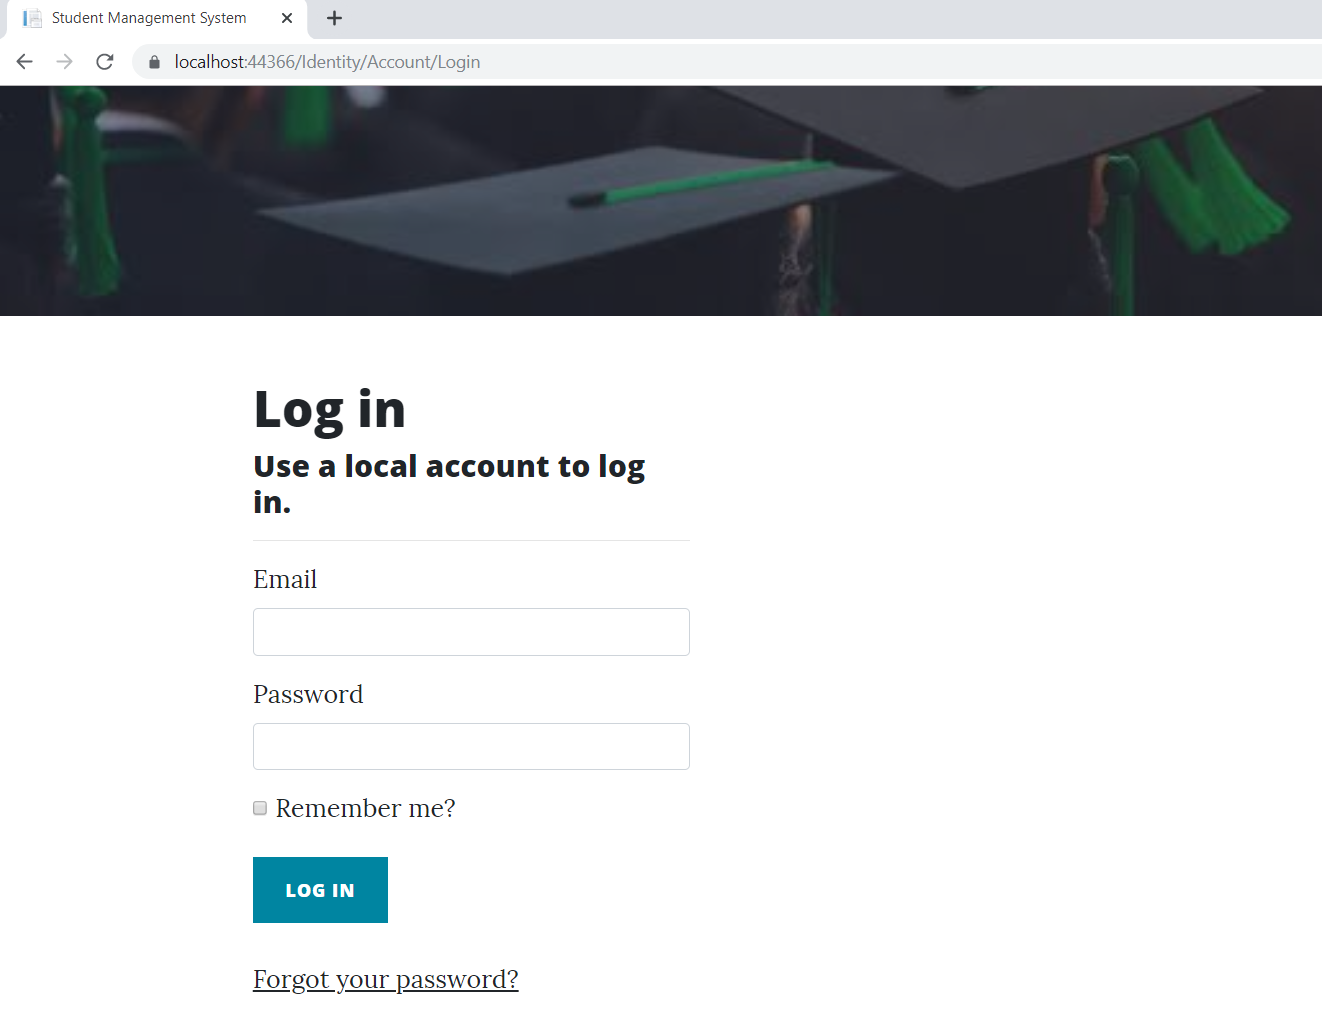 Student Management System
localhost:44366/Identity/Account/Login
Log in
Use a local account to log
in.
Email
Password
Remember me?
LOG IN
Forgot your password?